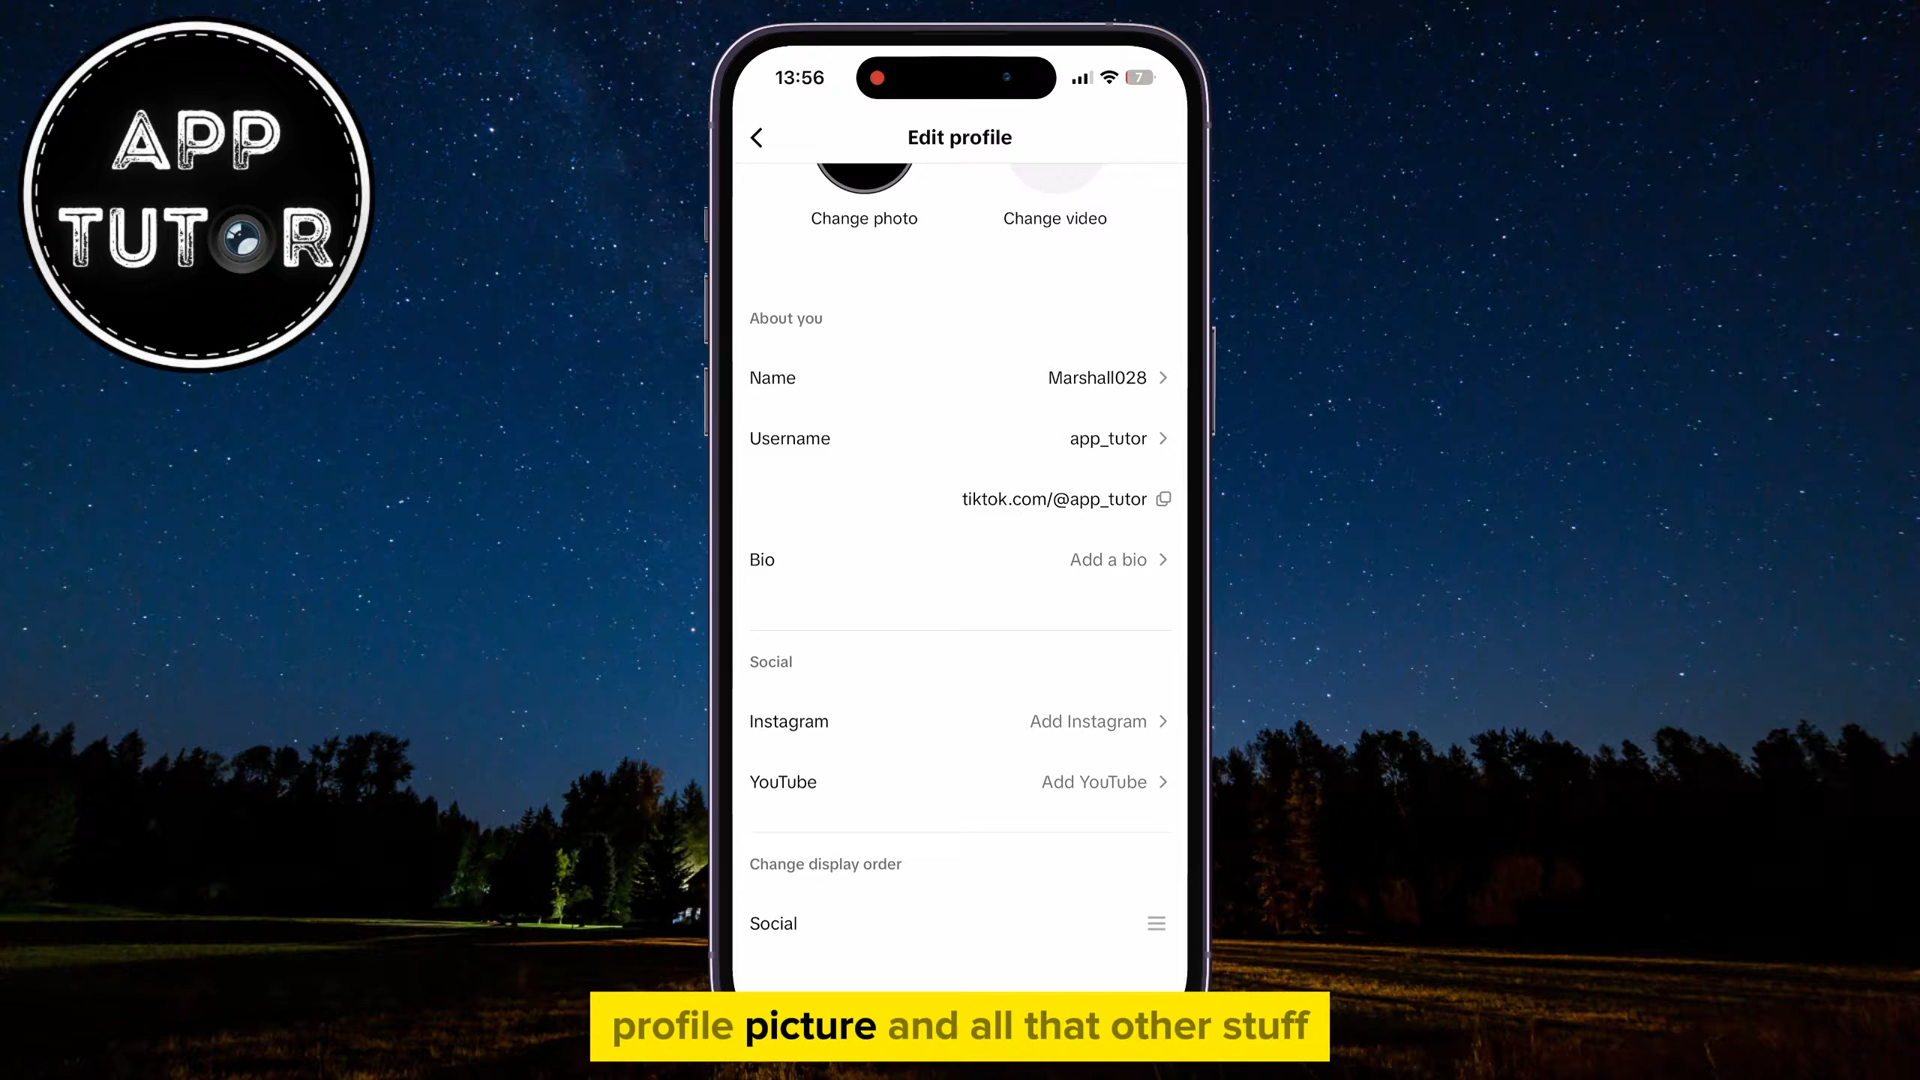 APP
TUTOR
13:56
7
Edit profile
Change photo
Change video
About you
Name
Marshall028
Username
app_tutor
tiktok.com/@app_tutor
Bio
Add a bio
Social
Instagram
Add Instagram
YouTube
Add YouTube
Change display order
Social
profile picture and all that other stuff